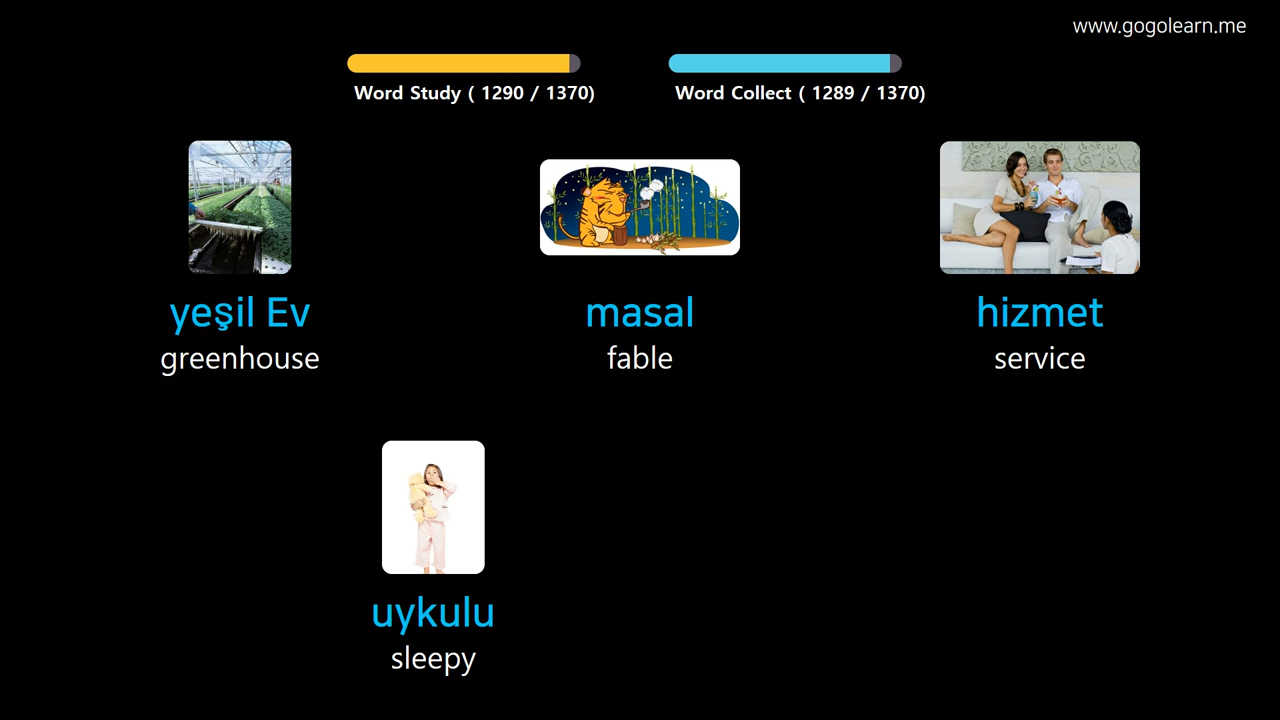 www.gogolearn.me
Word Study ( 1290 / 1370)
Word Collect ( 1289 / 1370)
yeşil Ev
greenhouse
masal
fable
hizmet
service
uykulu
sleepy